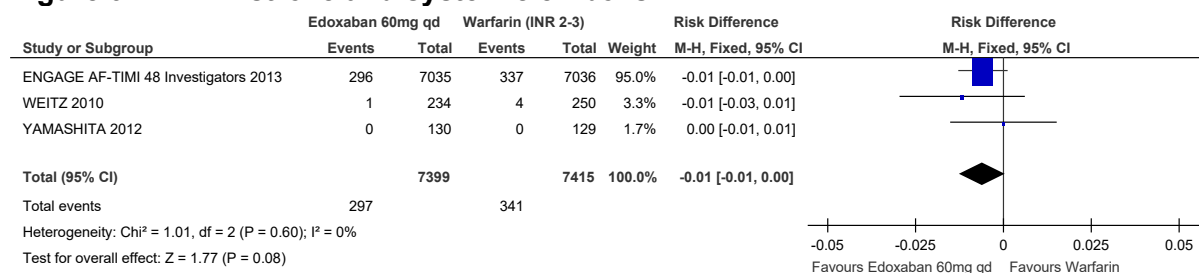 Edoxaban 60mg qd Warfarin (INR 2-3) Risk Difference Risk Difference
Study or Subgroup Events Total Events Total Weight M-H, Fixed, 95% CI M-H, Fixed, 95% CI
ENGAGE AF-TIMI 48 Investigators 2013 296 7035 337 7036 95.0% -0.01 [-0.01, 0.00]
WEITZ 2010 1 234 4 250 3.3% -0.01 [-0.03, 0.01]
YAMASHITA 2012 0 130 0 129 1.7% 0.00 [-0.01, 0.01]
Total (95% CI) 7399 7415 100.0% -0.01 [-0.01, 0.00]
Total events 297 341
Heterogeneity: Chi² = 1.01, df = 2 (P = 0.60); I² = 0%
Test for overall effect: Z = 1.77 (P = 0.08)
-0.05 -0.025 0 0.025 0.05
Favours Edoxaban 60mg qd Favours Warfarin